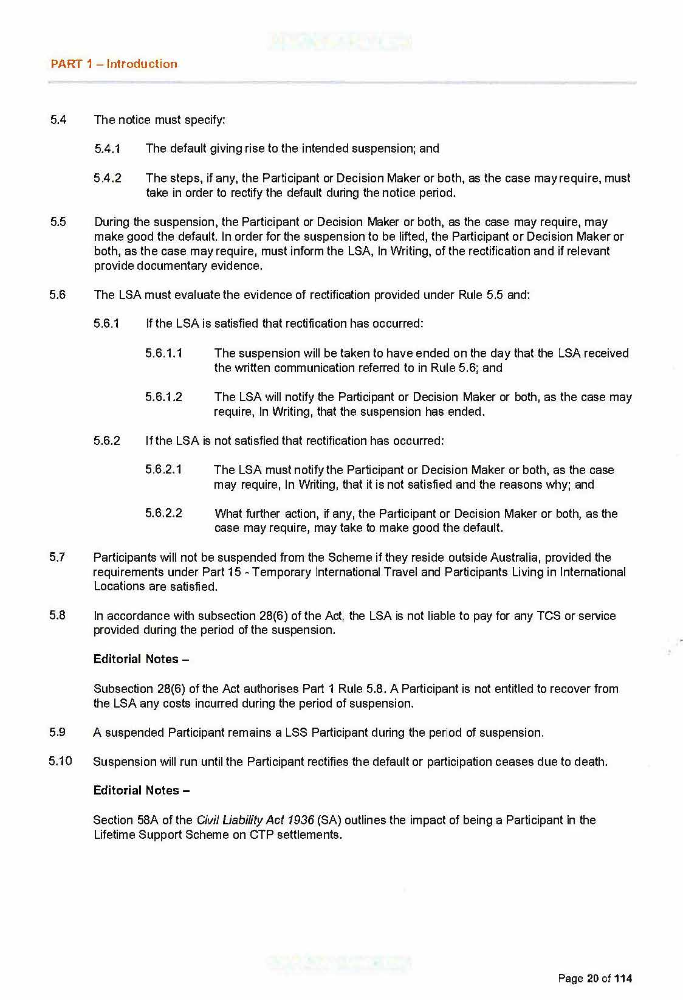 PART 1 – Introduction
5.4 The notice must specify:
5.4.1 The default giving rise to the intended suspension; and
5.4.2 The steps, if any, the Participant or Decision Maker or both, as the case may require, must
take in order to rectify the default during the notice period.
5.5 During the suspension, the Participant or Decision Maker or both, as the case may require, may
make good the default. In order for the suspension to be lifted, the Participant or Decision Maker or
both, as the case may require, must inform the LSA, In Writing, of the rectification and if relevant
provide documentary evidence.
5.6 The LSA must evaluate the evidence of rectification provided under Rule 5.5 and:
5.6.1 If the LSA is satisfied that rectification has occurred:
5.6.1.1 The suspension will be taken to have ended on the day that the LSA received
the written communication referred to in Rule 5.6; and
5.6.1.2 The LSA will notify the Participant or Decision Maker or both, as the case may
require, In Writing, that the suspension has ended.
5.6.2 If the LSA is not satisfied that rectification has occurred:
5.6.2.1 The LSA must notify the Participant or Decision Maker or both, as the case
may require, In Writing, that it is not satisfied and the reasons why; and
5.6.2.2 What further action, if any, the Participant or Decision Maker or both, as the
case may require, may take to make good the default.
5.7 Participants will not be suspended from the Scheme if they reside outside Australia, provided the
requirements under Part 15 - Temporary International Travel and Participants Living in International
Locations are satisfied.
5.8 In accordance with subsection 28(6) of the Act, the LSA is not liable to pay for any TCS or service
provided during the period of the suspension.
Editorial Notes –
Subsection 28(6) of the Act authorises Part 1 Rule 5.8. A Participant is not entitled to recover from
the LSA any costs incurred during the period of suspension.
5.9 A suspended Participant remains a LSS Participant during the period of suspension.
5.10 Suspension will run until the Participant rectifies the default or participation ceases due to death.
Editorial Notes –
Section 58A of the Civil Liability Act 1936 (SA) outlines the impact of being a Participant in the
Lifetime Support Scheme on CTP settlements.
Page 20 of 114